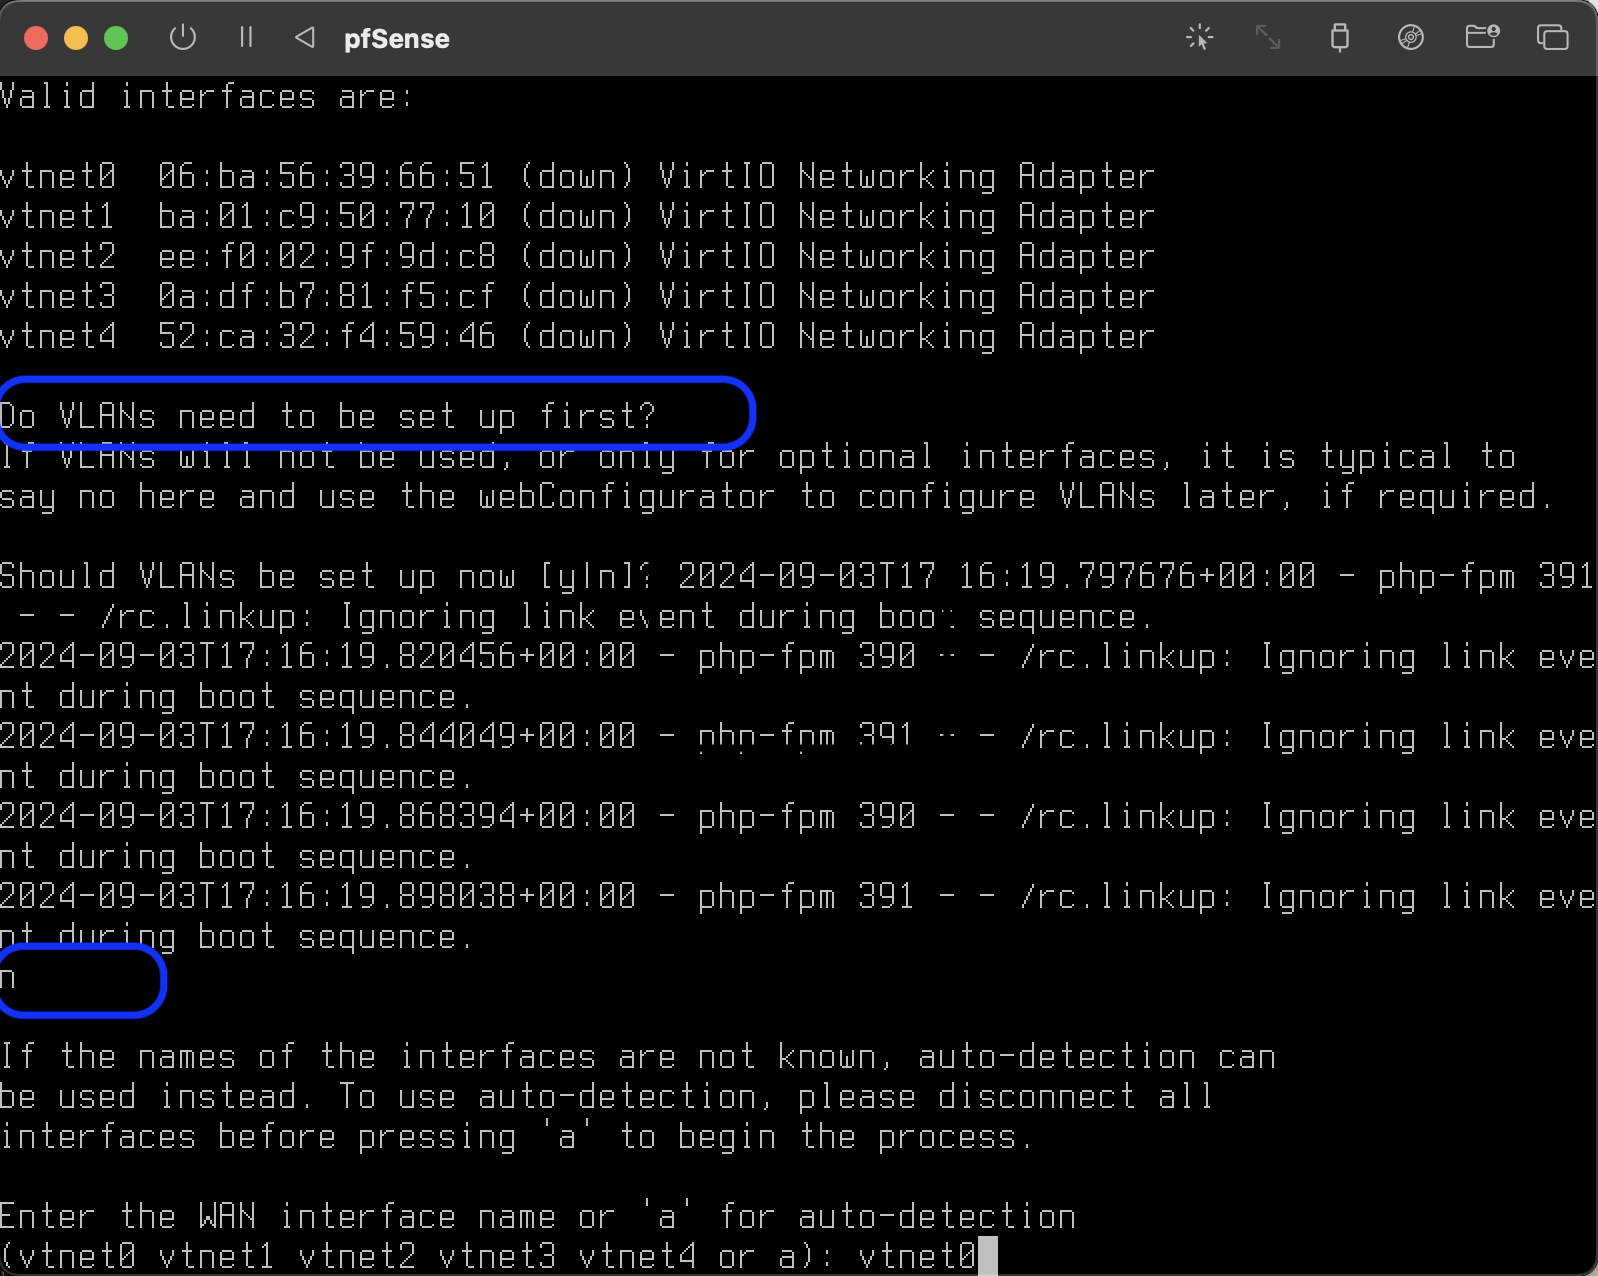 pfSense
Valid interfaces are:
vtnet0  06:ba:56:39:66:51 (down) VirtIO Networking Adapter
vtnet1  ba:01:c9:50:77:10 (down) VirtIO Networking Adapter
vtnet2  ee:f0:02:9f:9d:c8 (down) VirtIO Networking Adapter
vtnet3  0a:df:b7:81:f5:cf (down) VirtIO Networking Adapter
vtnet4  52:ca:32:f4:59:46 (down) VirtIO Networking Adapter
Do VLANs need to be set up first?
If VLANs will not be used, or only for optional interfaces, it is typical to
say no here and use the webConfigurator to configure VLANs later, if required.
Should VLANs be set up now [y|n]? 2024-09-03T17 16:19.797676+00:00 - php-fpm 391
- - /rc.linkup: Ignoring link event during boot sequence.
2024-09-03T17:16:19.820456+00:00 - php-fpm 390 - - /rc.linkup: Ignoring link eve
nt during boot sequence.
2024-09-03T17:16:19.844049+00:00 - php-fpm 391 - - /rc.linkup: Ignoring link eve
nt during boot sequence.
2024-09-03T17:16:19.868394+00:00 - php-fpm 390 - - /rc.linkup: Ignoring link eve
nt during boot sequence.
2024-09-03T17:16:19.898038+00:00 - php-fpm 391 - - /rc.linkup: Ignoring link eve
nt during boot sequence.
n
If the names of the interfaces are not known, auto-detection can
be used instead. To use auto-detection, please disconnect all
interfaces before pressing 'a' to begin the process.
Enter the WAN interface name or 'a' for auto-detection
(vtnet0 vtnet1 vtnet2 vtnet3 vtnet4 or a): vtnet0